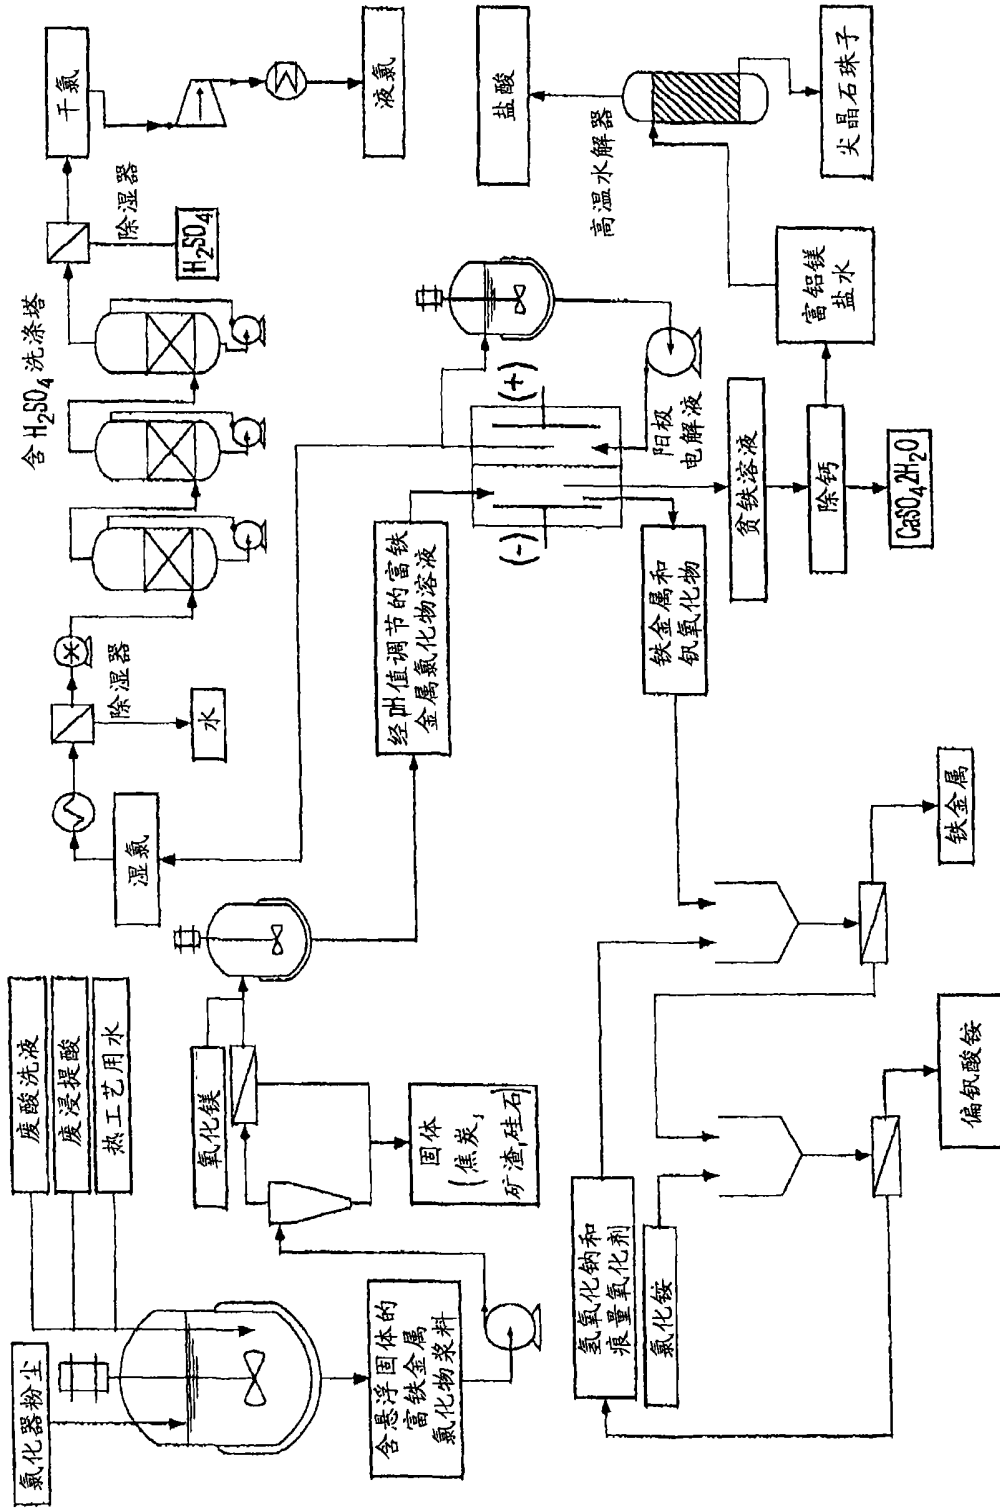 氯化器粉尘
废酸洗液
废浸提酸
热工艺用水
含悬浮固体的
富铁金属
氯化物浆料
氧化镁
固体
(焦炭,
矿渣,硅石)
湿氯
除湿器
水
含H₂SO₄洗涤塔
除湿器
H₂SO₄
干氯
液氯
经pH值调节的富铁
金属氯化物溶液
(-)
(+)
阳极
电解液
铁金属和
钒氧化物
贫铁溶液
除钙
CaSO₄2H₂O
富铝镁
盐水
高温水解器
盐酸
尖晶石珠子
氢氧化钠和
痕量氧化剂
氯化铵
偏钒酸铵
铁金属